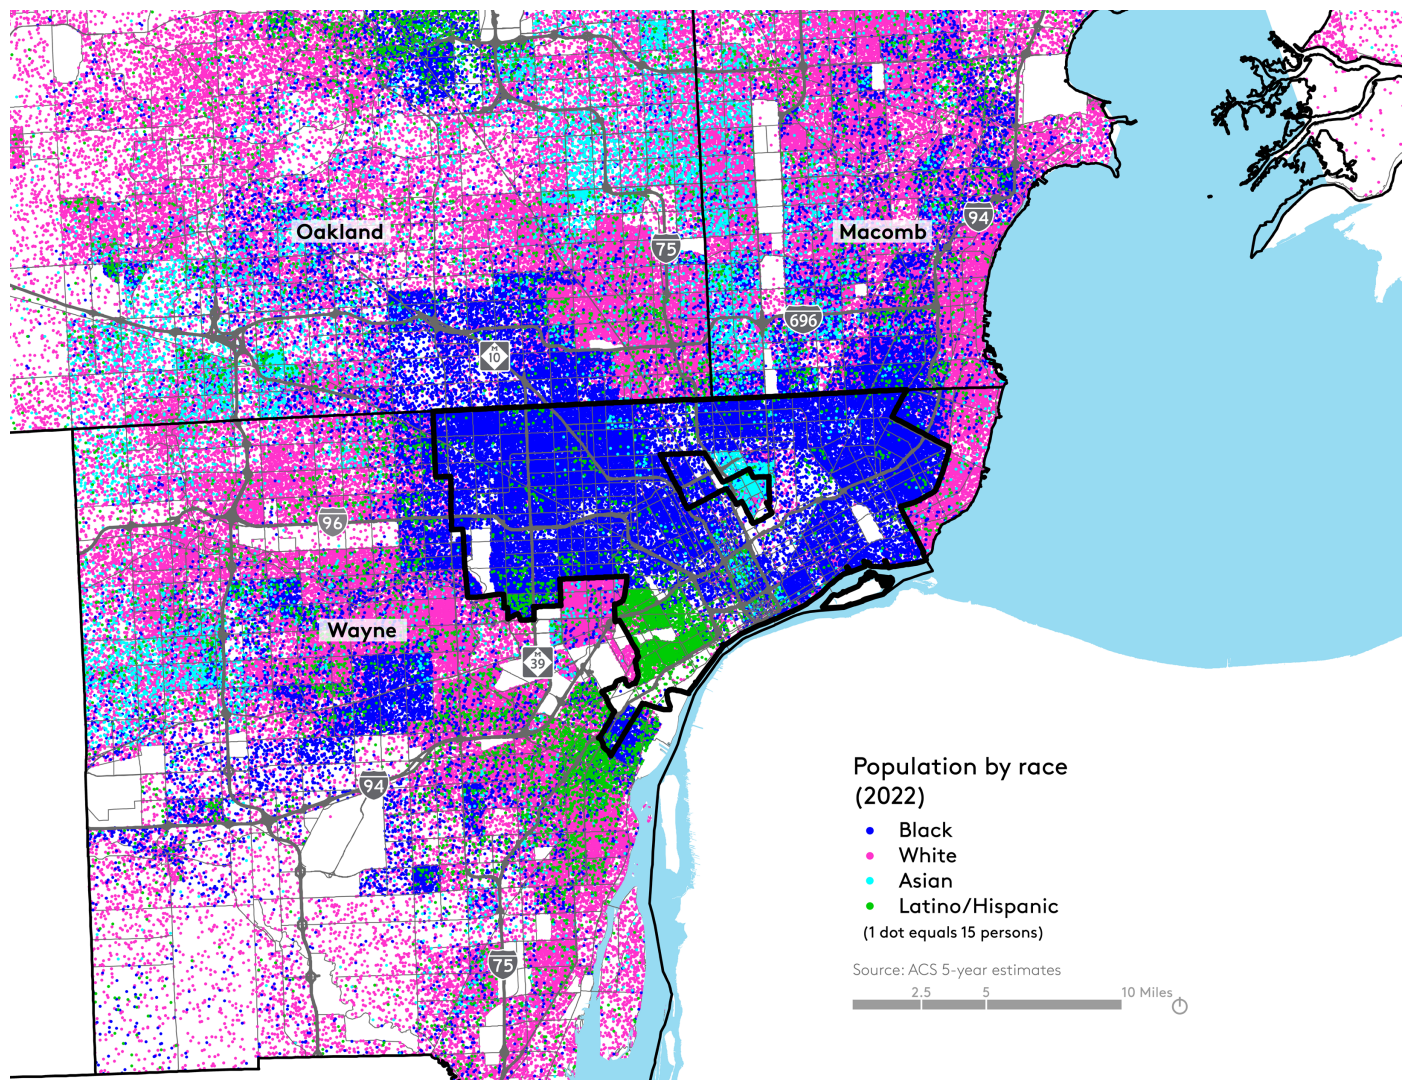 Oakland
Macomb
94
75
696
M
10
96
Wayne
M
39
94
75
Population by race
(2022)
Black
White
Asian
Latino/Hispanic
(1 dot equals 15 persons)
Source: ACS 5-year estimates
2.5 5 10 Miles